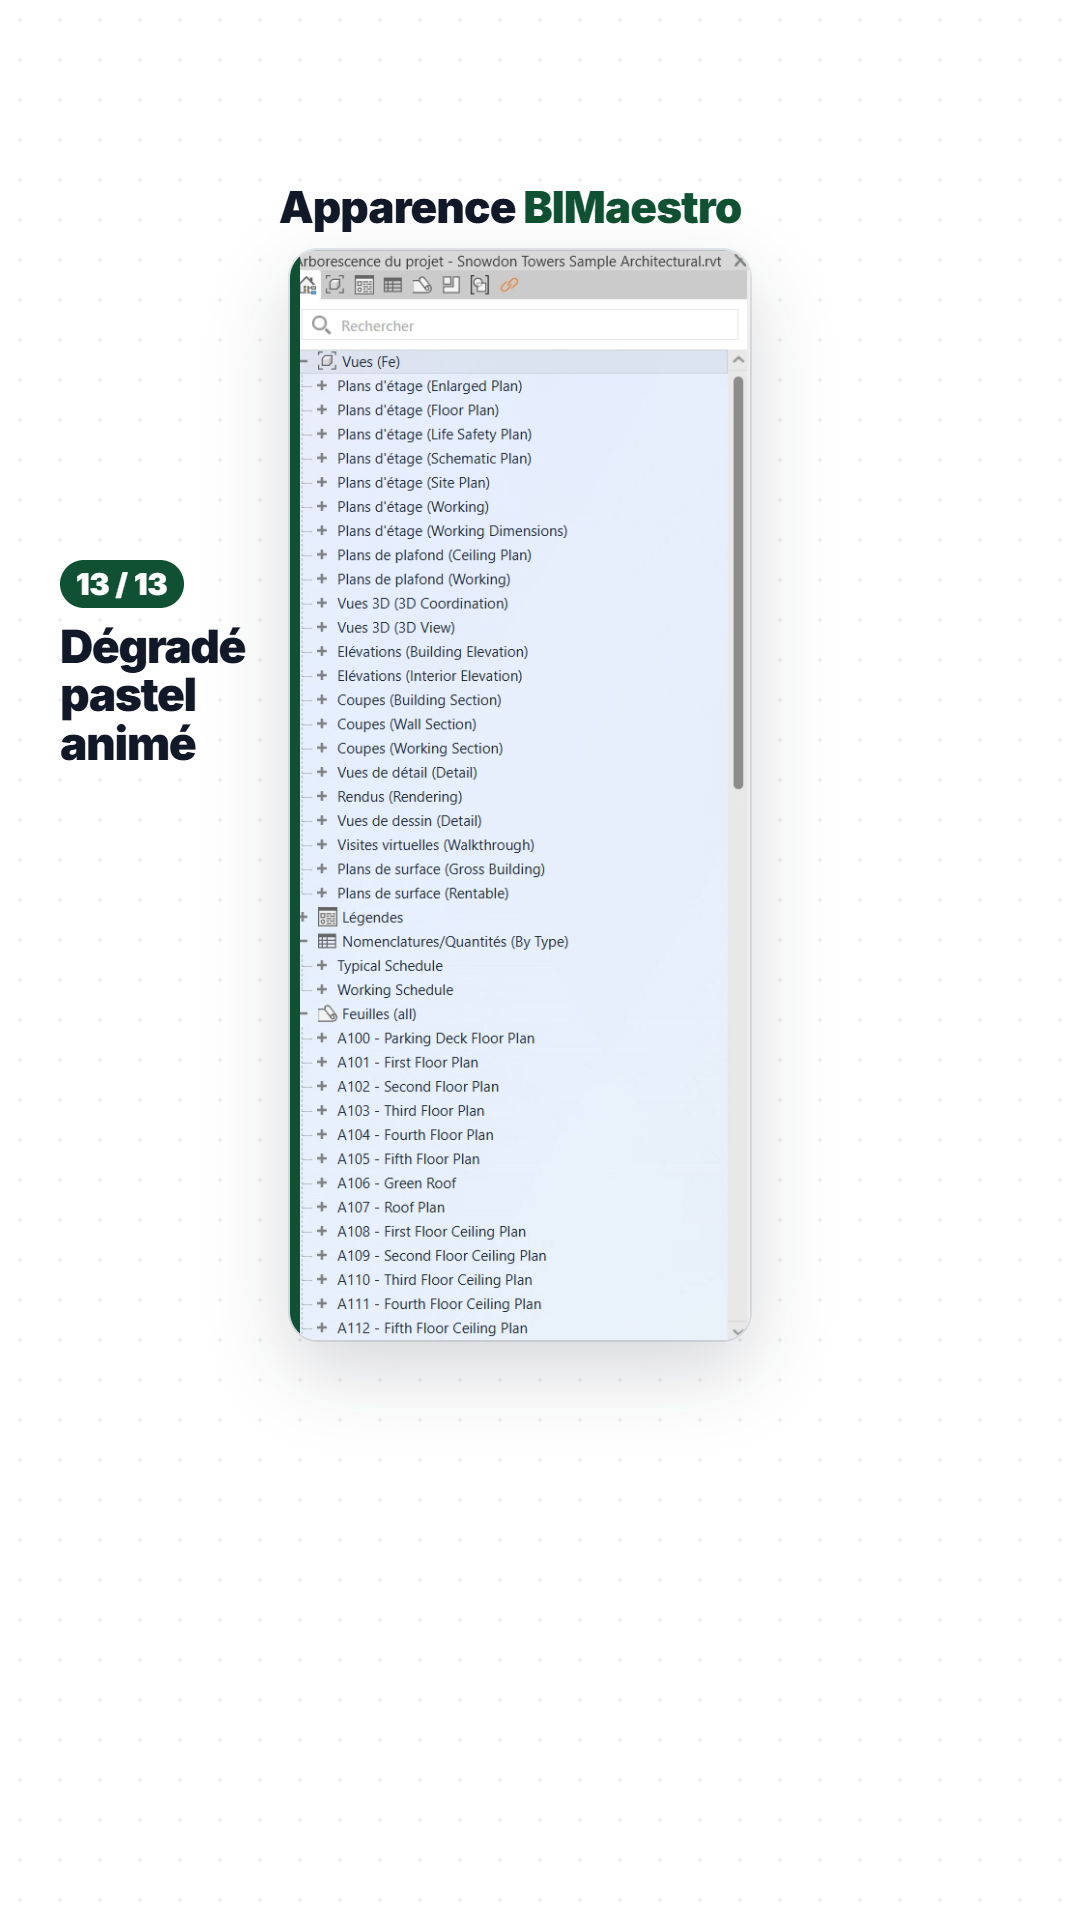 Apparence BIMaestro
Arborescence du projet - Snowdon Towers Sample Architectural.rvt
Rechercher
Vues (Fe)
Plans d'étage (Enlarged Plan)
Plans d'étage (Floor Plan)
Plans d'étage (Life Safety Plan)
Plans d'étage (Schematic Plan)
Plans d'étage (Site Plan)
Plans d'étage (Working)
Plans d'étage (Working Dimensions)
Plans de plafond (Ceiling Plan)
Plans de plafond (Working)
Vues 3D (3D Coordination)
Vues 3D (3D View)
Elévations (Building Elevation)
Elévations (Interior Elevation)
Coupes (Building Section)
Coupes (Wall Section)
Coupes (Working Section)
Vues de détail (Detail)
Rendus (Rendering)
Vues de dessin (Detail)
Visites virtuelles (Walkthrough)
Plans de surface (Gross Building)
Plans de surface (Rentable)
Légendes
Nomenclatures/Quantités (By Type)
Typical Schedule
Working Schedule
Feuilles (all)
A100 - Parking Deck Floor Plan
A101 - First Floor Plan
A102 - Second Floor Plan
A103 - Third Floor Plan
A104 - Fourth Floor Plan
A105 - Fifth Floor Plan
A106 - Green Roof
A107 - Roof Plan
A108 - First Floor Ceiling Plan
A109 - Second Floor Ceiling Plan
A110 - Third Floor Ceiling Plan
A111 - Fourth Floor Ceiling Plan
A112 - Fifth Floor Ceiling Plan
13 / 13
Dégradé
pastel
animé